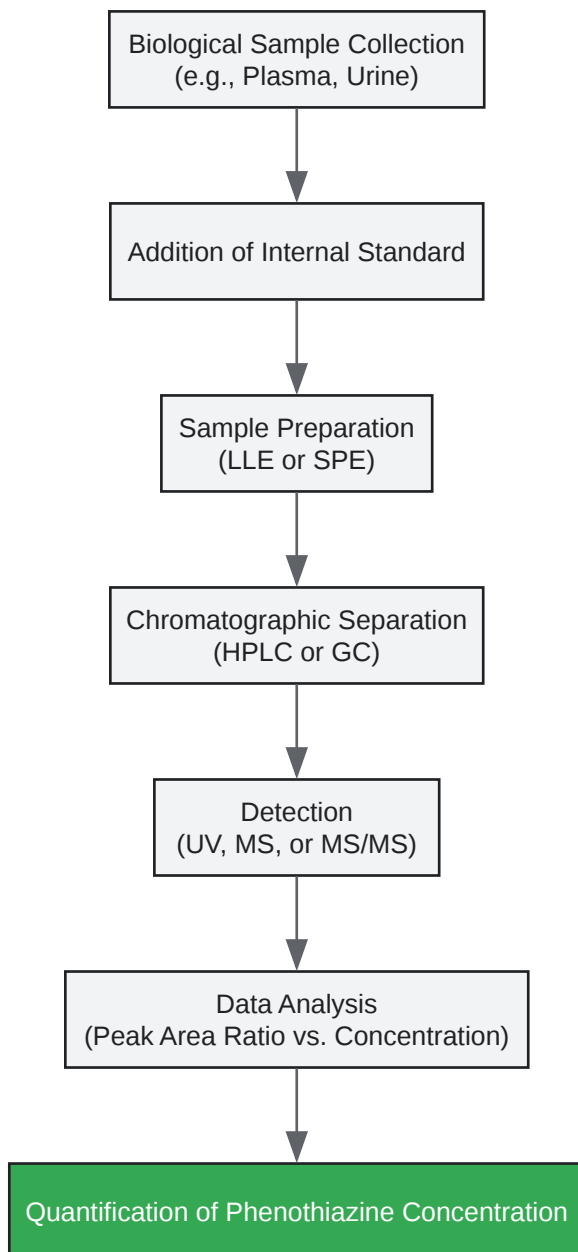 Biological Sample Collection
(e.g., Plasma, Urine)
Addition of Internal Standard
Sample Preparation
(LLE or SPE)
Chromatographic Separation
(HPLC or GC)
Detection
(UV, MS, or MS/MS)
Data Analysis
(Peak Area Ratio vs. Concentration)
Quantification of Phenothiazine Concentration